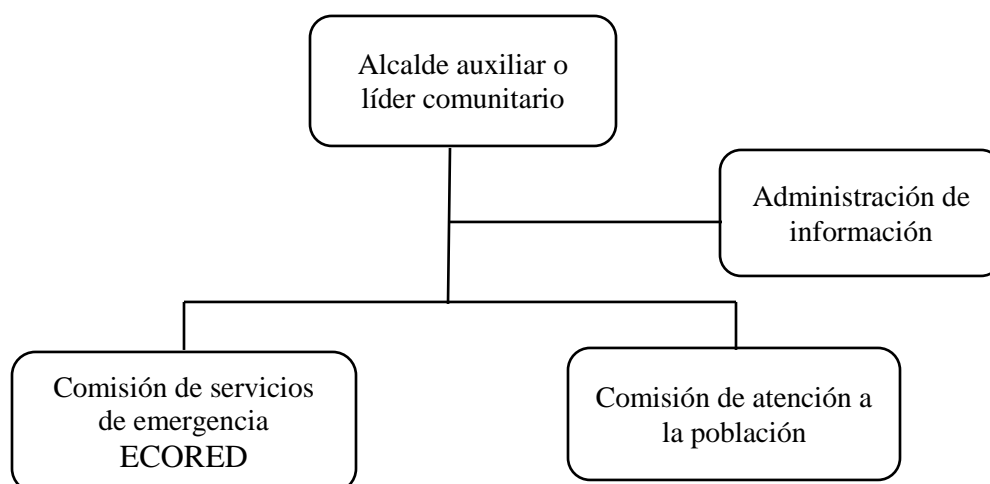 Alcalde auxiliar o
líder comunitario
Administración de
información
Comisión de servicios
de emergencia
ECORED
Comisión de atención a
la población